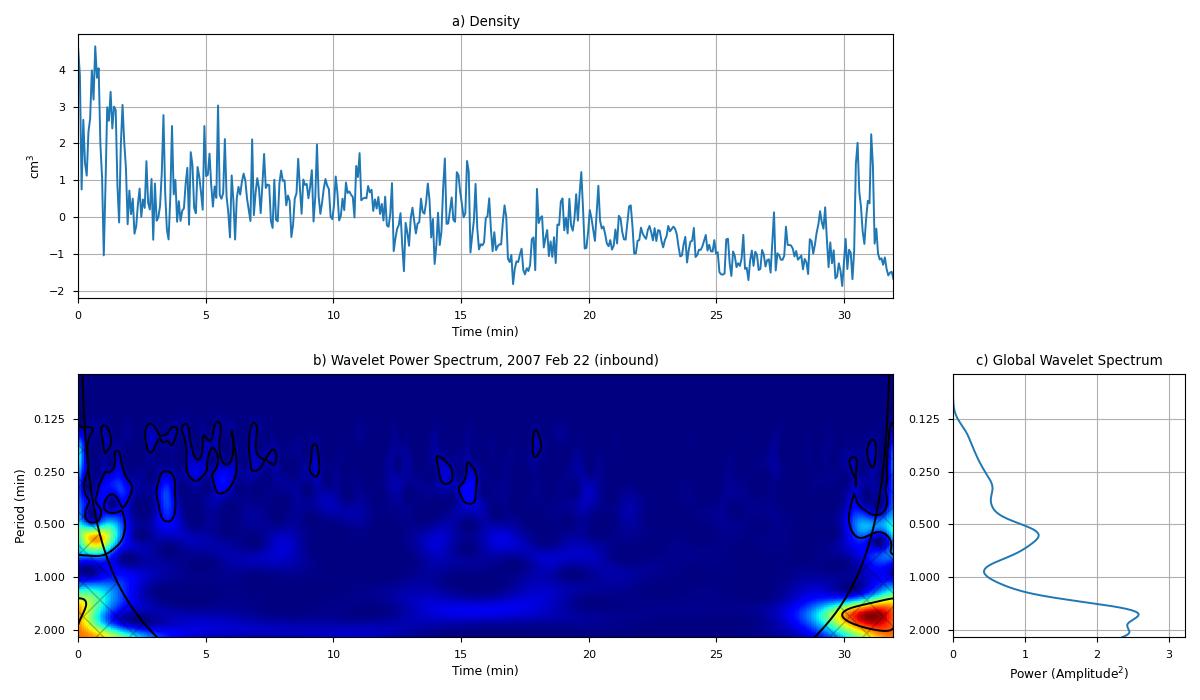 a) Density
cm³
4
3
2
1
0
−1
−2
0 5 10 15 20 25 30
Time (min)
b) Wavelet Power Spectrum, 2007 Feb 22 (inbound)
Period (min)
0.125
0.250
0.500
1.000
2.000
0 5 10 15 20 25 30
Time (min)
c) Global Wavelet Spectrum
0.125
0.250
0.500
1.000
2.000
0 1 2 3
Power (Amplitude²)